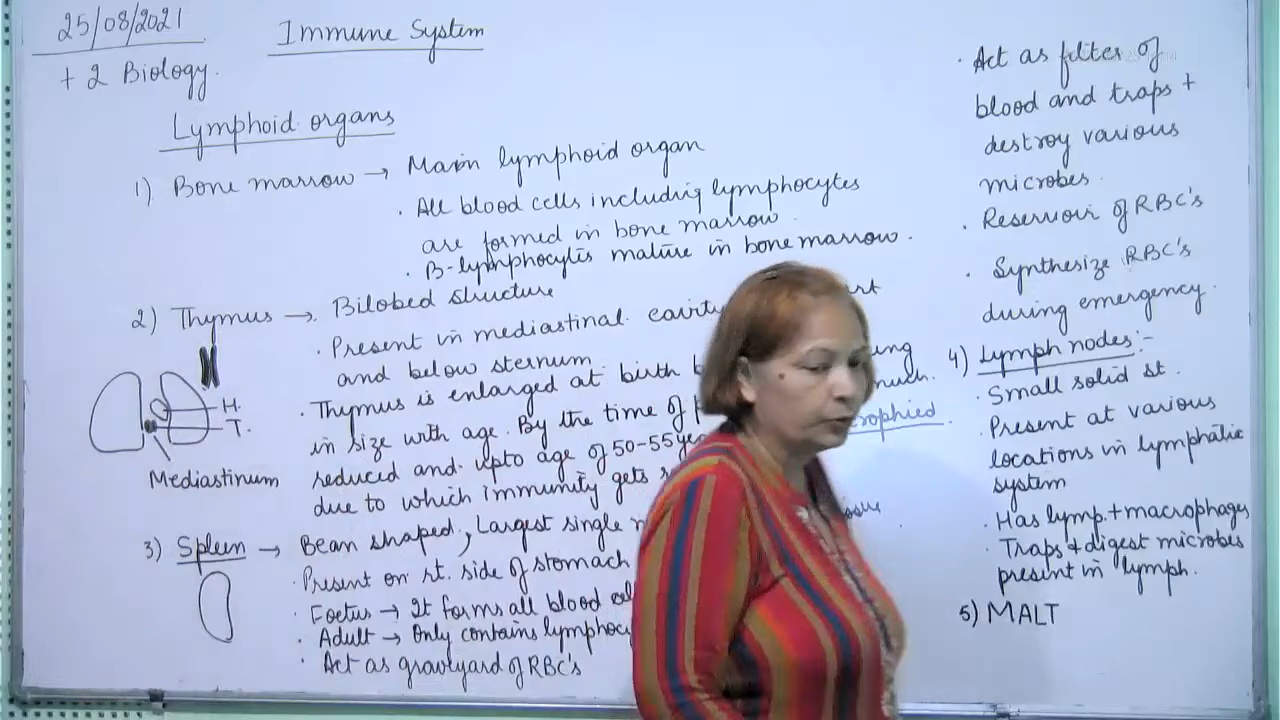 25/08/2021
Immune System
+ 2 Biology.
Lymphoid organs
1) Bone marrow → Main lymphoid organ
. All blood cells including lymphocytes
are formed in bone marrow.
. B-lymphocytes mature in bone marrow.
2) Thymus → . Bilobed structure
. Present in mediastinal cavity
and below sternum
. Thymus is enlarged at birth
in size with age. By the time of
much.
reduced and upto age of 50-55
due to which immunity gets
H.
T.
Mediastinum
3) Spleen → Bean shaped, Largest single
. Present on rt. side of stomach
. Foetus → It forms all blood
. Adult → Only contains
. Act as graveyard of RBC's
. Act as filter of
blood and traps +
destroy various
microbes.
. Reservoir of RBC's
. Synthesize RBC's
during emergency.
4) Lymph nodes:-
. Small solid st.
. Present at various
locations in lymphatic
system
. Has lymp. + macrophages
. Traps + digest microbes
present in lymph.
5) MALT